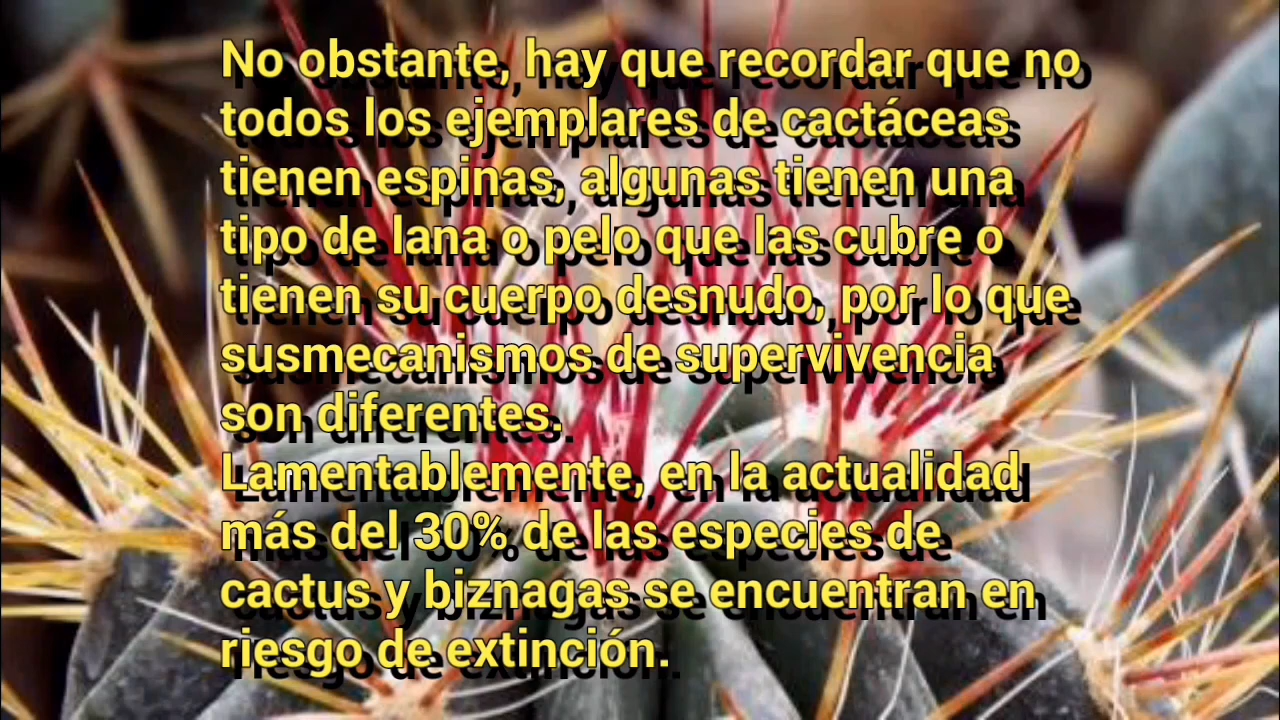 No obstante, hay que recordar que no
todos los ejemplares de cactáceas
tienen espinas, algunas tienen una
tipo de lana o pelo que las cubre o
tienen su cuerpo desnudo, por lo que
susmecanismos de supervivencia
son diferentes.
Lamentablemente, en la actualidad
más del 30% de las especies de
cactus y biznagas se encuentran en
riesgo de extinción.